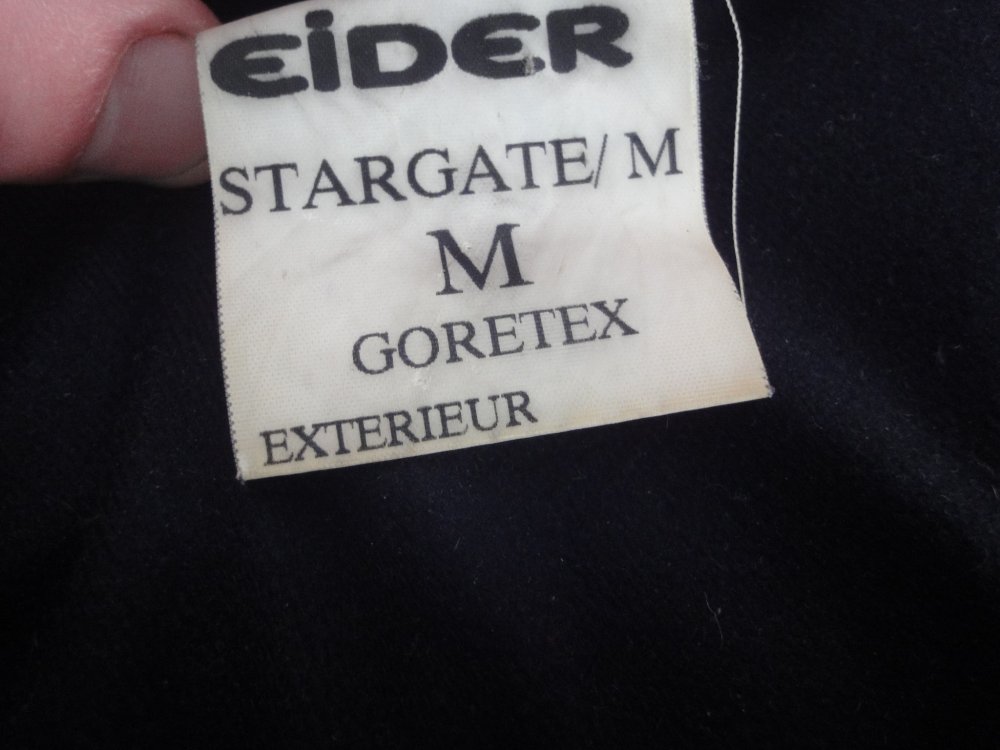 EiDER
STARGATE/ M
M
GORETEX
EXTERIEUR